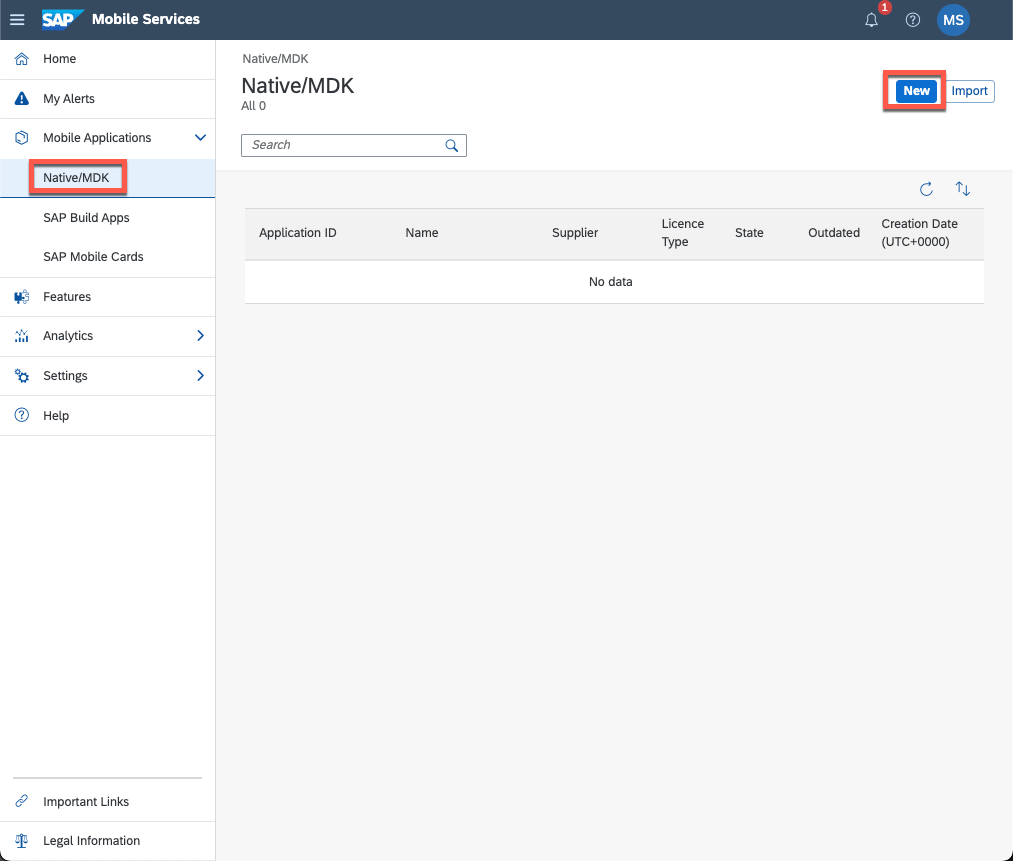 SAP Mobile Services
1
MS
Home
My Alerts
Mobile Applications
Native/MDK
SAP Build Apps
SAP Mobile Cards
Features
Analytics
Settings
Help
Important Links
Legal Information
Native/MDK
Native/MDK
All 0
New
Import
Search
Application ID
Name
Supplier
Licence
Type
State
Outdated
Creation Date
(UTC+0000)
No data